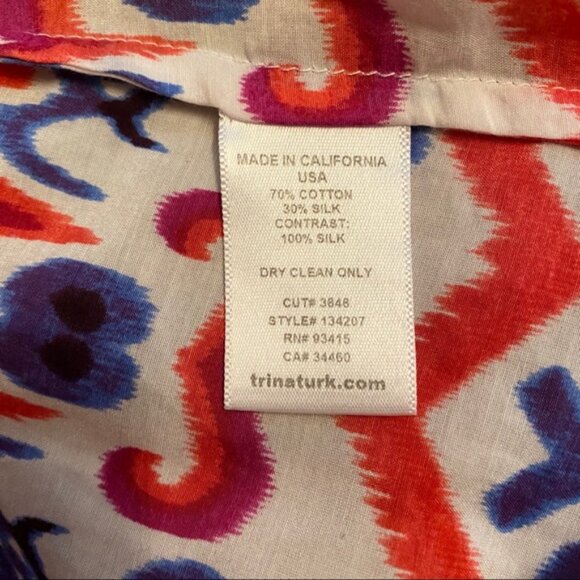 MADE IN CALIFORNIA
USA
70% COTTON
30% SILK
CONTRAST:
100% SILK
DRY CLEAN ONLY
CUT# 3848
STYLE# 134207
RN# 93415
CA# 34460
trinaturk.com